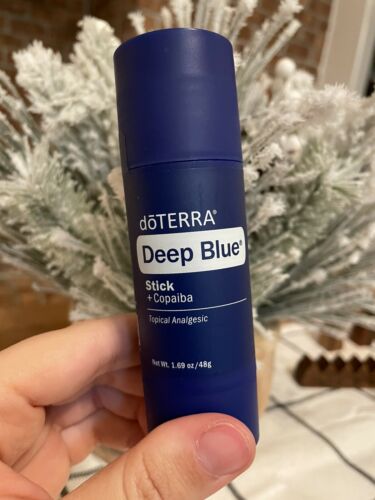 dōTERRA®
Deep Blue®
Stick
+ Copaiba
Topical Analgesic
Net Wt. 1.69 oz/48g